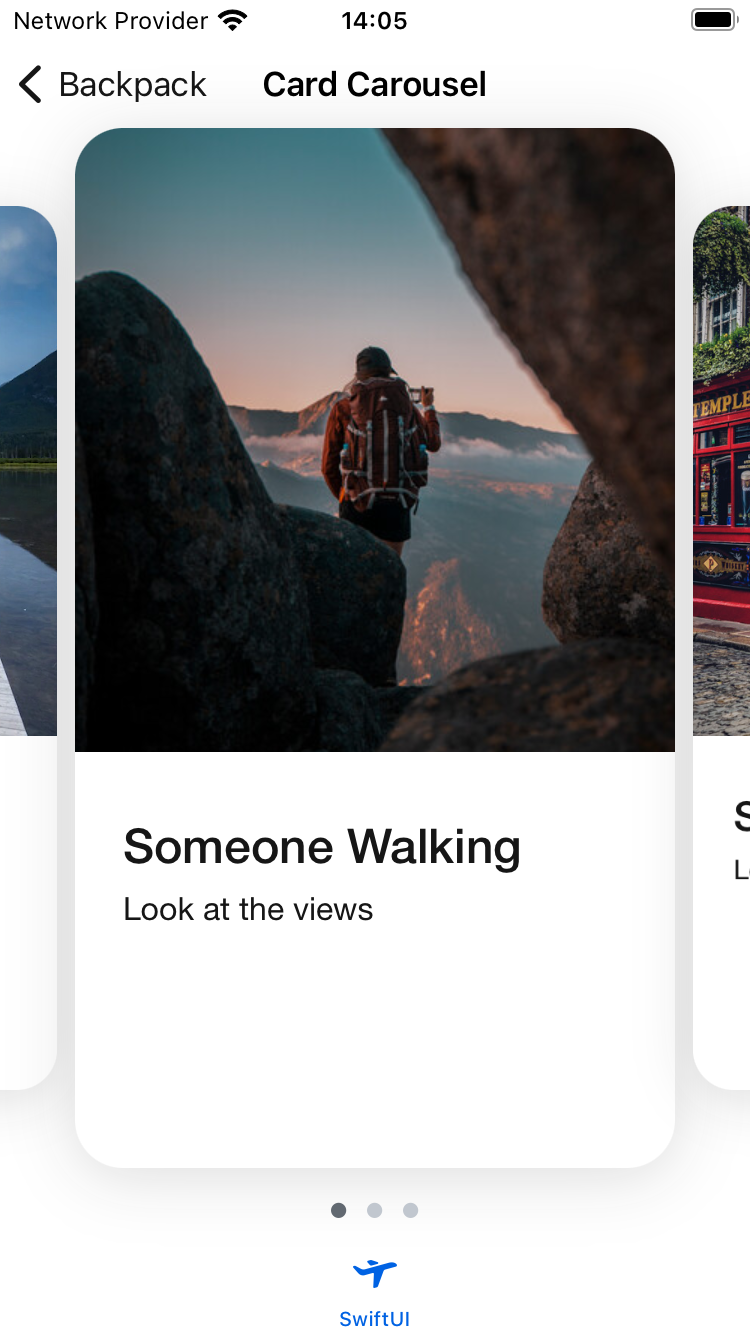 Network Provider 14:05
Backpack Card Carousel
TEMPLE
Someone Walking
Look at the views
SwiftUI